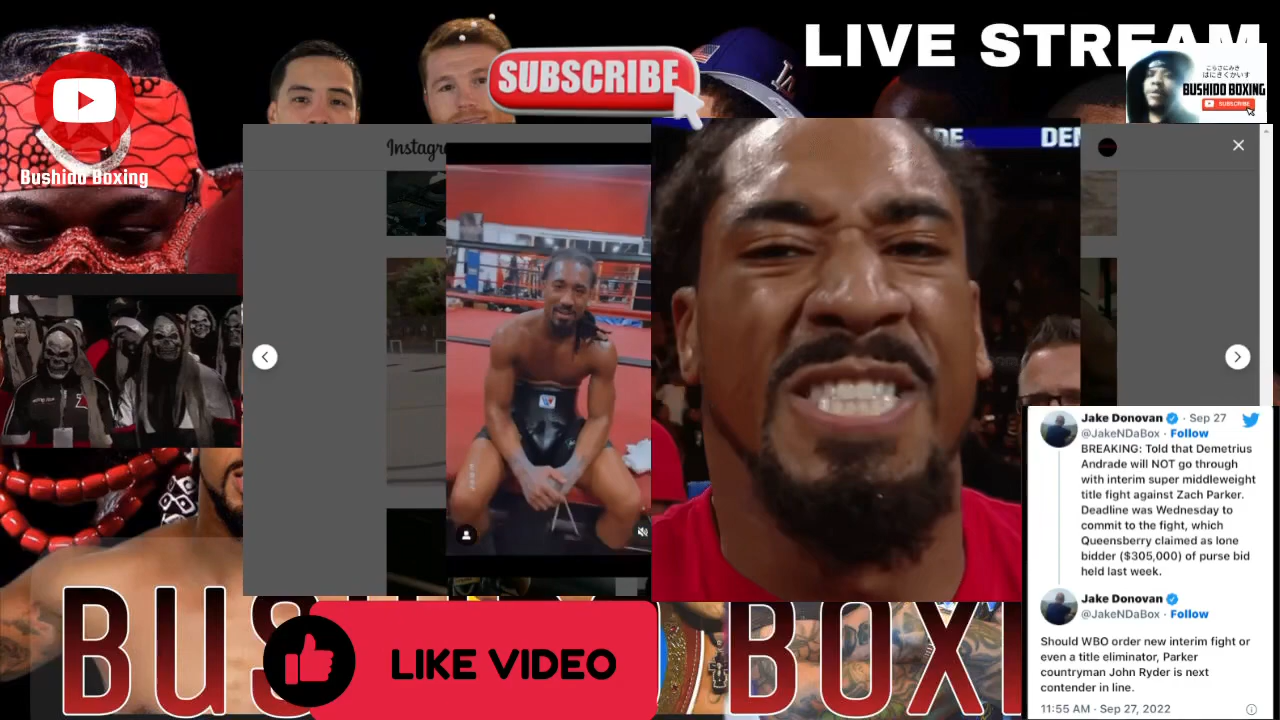 LIVE STREAM
SUBSCRIBE
BUSHIDO BOXING
SUBSCRIBE
Bushido Boxing
Instagr
DEN
LIKE VIDEO
Jake Donovan · Sep 27
@JakeNDaBox · Follow
BREAKING: Told that Demetrius
Andrade will NOT go through
with interim super middleweight
title fight against Zach Parker.
Deadline was Wednesday to
commit to the fight, which
Queensberry claimed as lone
bidder ($305,000) of purse bid
held last week.
Jake Donovan
@JakeNDaBox · Follow
Should WBO order new interim fight or
even a title eliminator, Parker
countryman John Ryder is next
contender in line.
11:55 AM · Sep 27, 2022